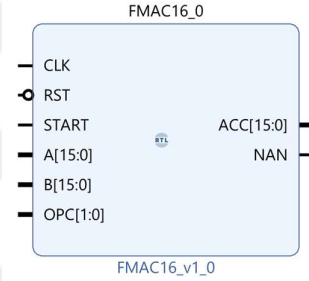 FMAC16_0
CLK
RST
START
A[15:0]
B[15:0]
OPC[1:0]
RTL
ACC[15:0]
NAN
FMAC16_v1_0